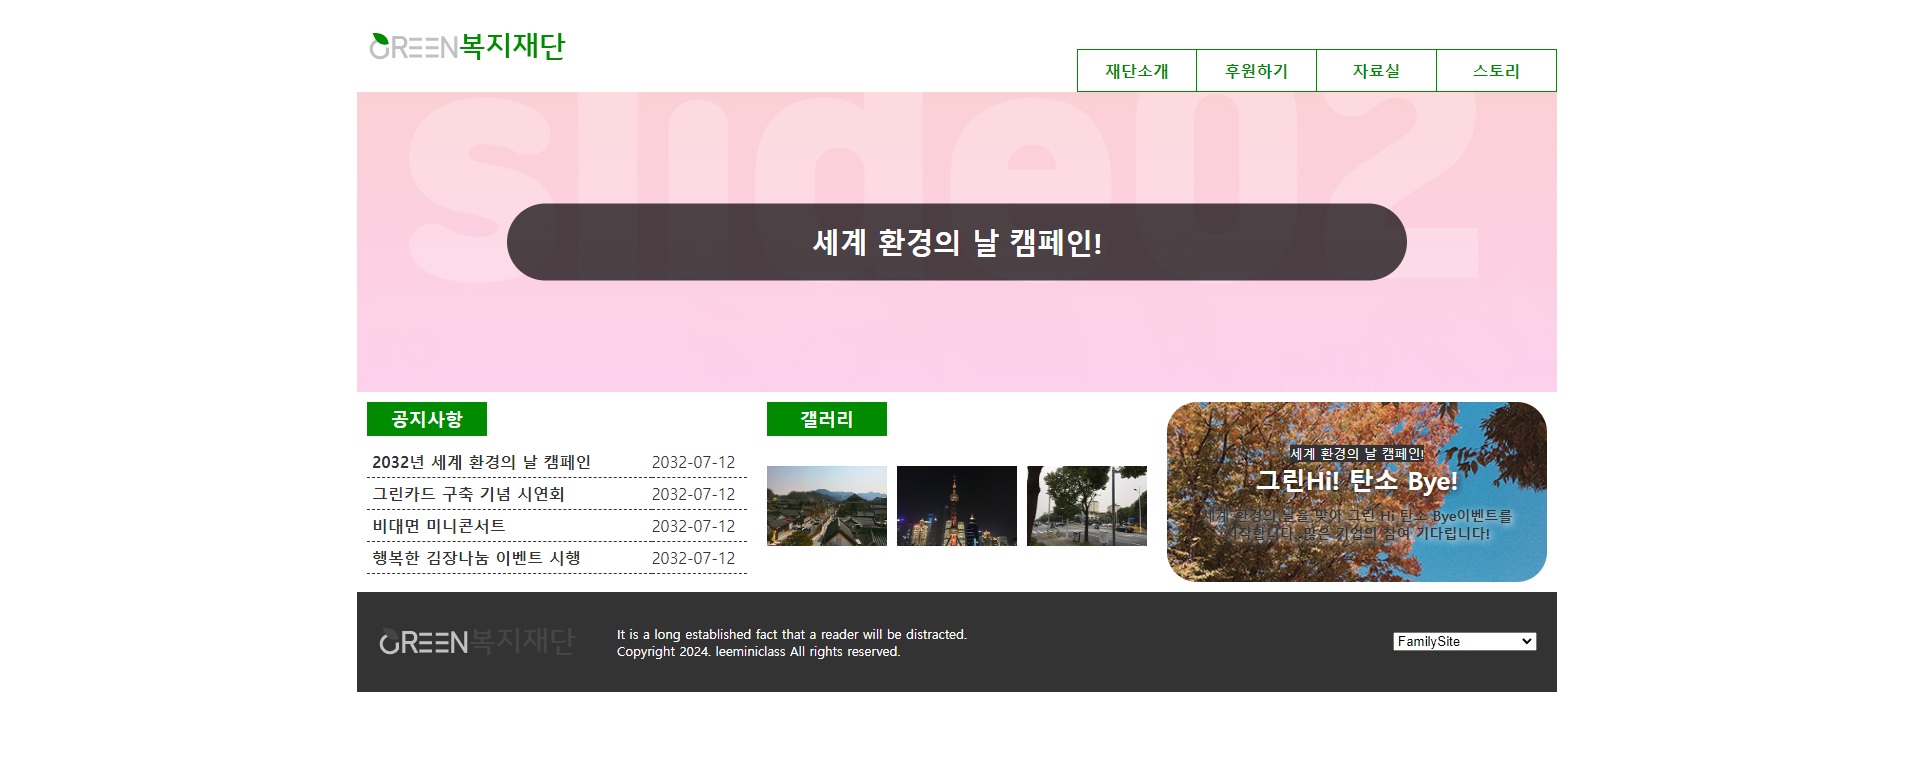 GREEN복지재단
재단소개 후원하기 자료실 스토리
slide02
세계 환경의 날 캠페인!
공지사항
2032년 세계 환경의 날 캠페인 2032-07-12
그린카드 구축 기념 시연회 2032-07-12
비대면 미니콘서트 2032-07-12
행복한 김장나눔 이벤트 시행 2032-07-12
갤러리
세계 환경의 날 캠페인!
그린Hi! 탄소 Bye!
세계 환경의 날을 맞아 그린 Hi 탄소 Bye이벤트를
시작합니다. 많은 기업의 참여 기다립니다!
GREEN복지재단
It is a long established fact that a reader will be distracted.
Copyright 2024. leeminiclass All rights reserved.
FamilySite